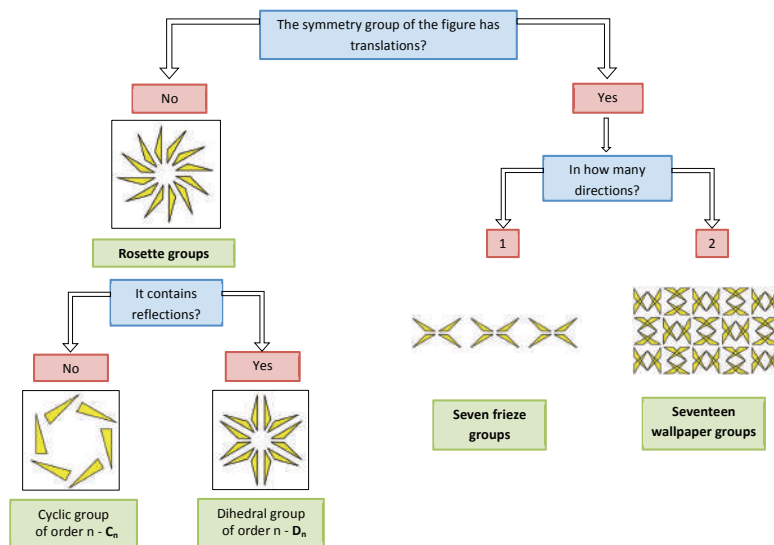 The symmetry group of the figure has
translations?
No
Yes
In how many
directions?
1
2
Rosette groups
It contains
reflections?
No
Yes
Seven frieze
groups
Seventeen
wallpaper groups
Cyclic group
of order n - Cₙ
Dihedral group
of order n - Dₙ